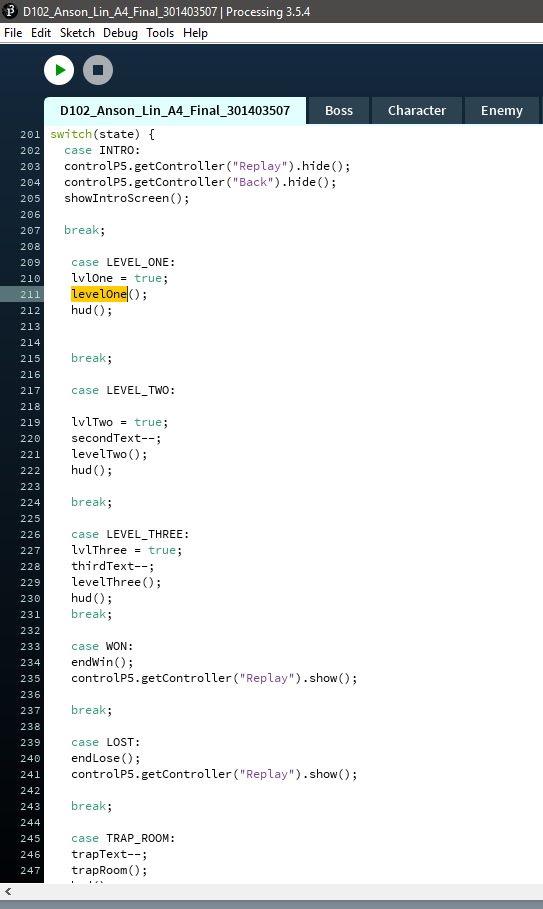 D102_Anson_Lin_A4_Final_301403507 | Processing 3.5.4
File Edit Sketch Debug Tools Help
D102_Anson_Lin_A4_Final_301403507 Boss Character Enemy
201 switch(state) {
202 case INTRO:
203 controlP5.getController("Replay").hide();
204 controlP5.getController("Back").hide();
205 showIntroScreen();
206
207 break;
208
209 case LEVEL_ONE:
210 lvlOne = true;
211 levelOne();
212 hud();
213
214
215 break;
216
217 case LEVEL_TWO:
218
219 lvlTwo = true;
220 secondText--;
221 levelTwo();
222 hud();
223
224 break;
225
226 case LEVEL_THREE:
227 lvlThree = true;
228 thirdText--;
229 levelThree();
230 hud();
231 break;
232
233 case WON:
234 endWin();
235 controlP5.getController("Replay").show();
236
237 break;
238
239 case LOST:
240 endLose();
241 controlP5.getController("Replay").show();
242
243 break;
244
245 case TRAP_ROOM:
246 trapText--;
247 trapRoom();